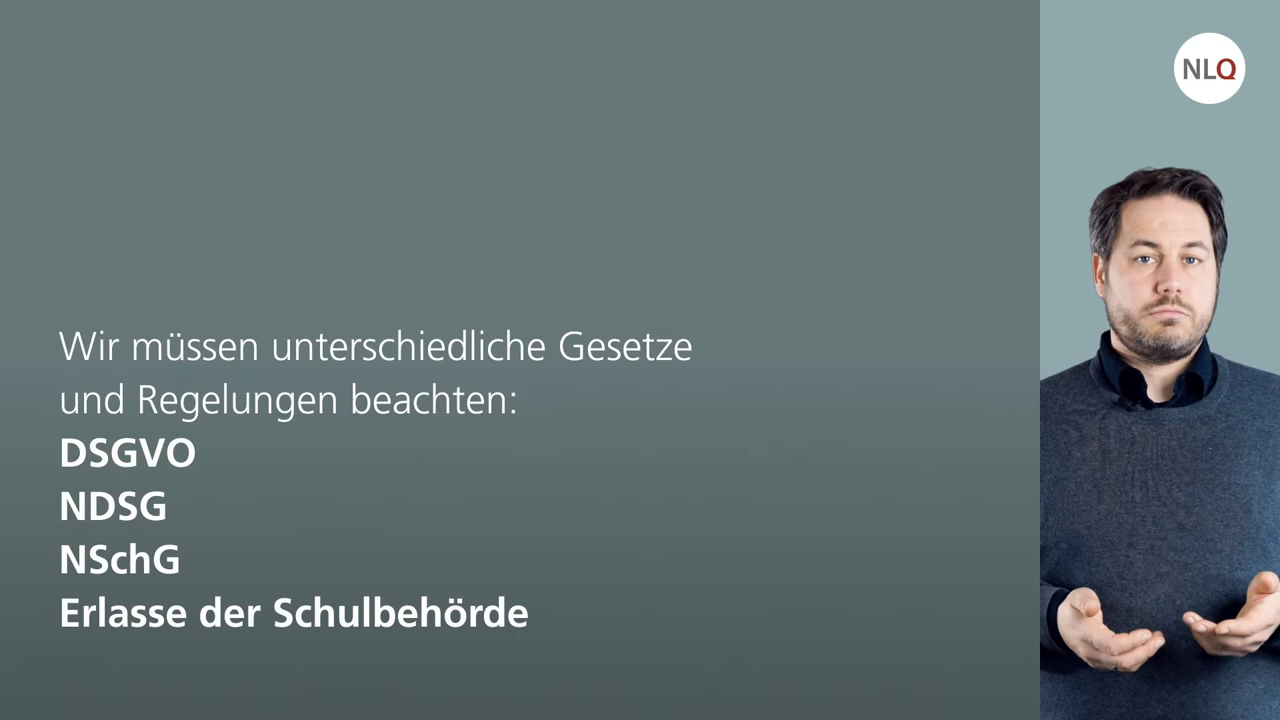 NLQ
Wir müssen unterschiedliche Gesetze
und Regelungen beachten:
DSGVO
NDSG
NSchG
Erlasse der Schulbehörde